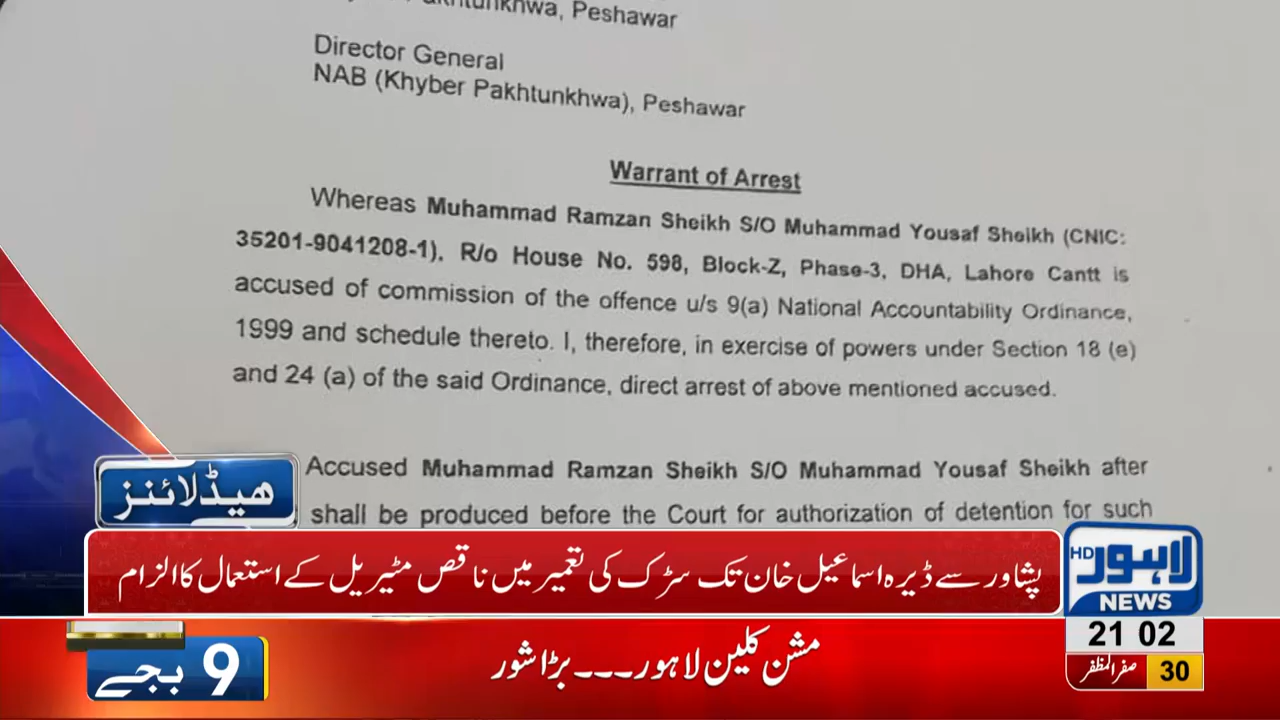 Pakhtunkhwa, Peshawar
Director General
NAB (Khyber Pakhtunkhwa), Peshawar
Warrant of Arrest
Whereas Muhammad Ramzan Sheikh S/O Muhammad Yousaf Sheikh (CNIC:
35201-9041208-1), R/o House No. 598, Block-Z, Phase-3, DHA, Lahore Cantt is
accused of commission of the offence u/s 9(a) National Accountability Ordinance,
1999 and schedule thereto. I, therefore, in exercise of powers under Section 18 (e)
and 24 (a) of the said Ordinance, direct arrest of above mentioned accused.
Accused Muhammad Ramzan Sheikh S/O Muhammad Yousaf Sheikh after
shall be produced before the Court for authorization of detention for such
ہیڈلائنز
پشاور سے ڈیرہ اسماعیل خان تک سڑک کی تعمیر میں ناقص مٹیریل کے استعمال کا الزام
HD لاہور
NEWS
21 02
30 صفر المظفر
مشن کلین لاہور۔۔۔بڑا شور
9 بجے